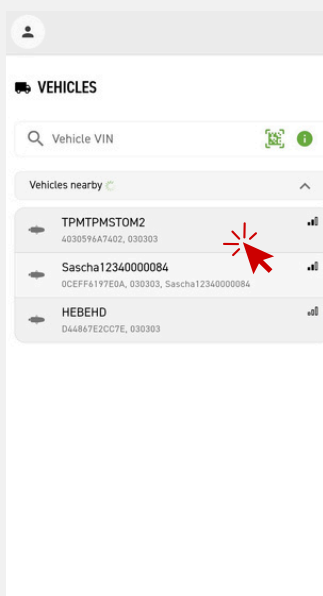 VEHICLES
Vehicle VIN
Vehicles nearby
TPMTPMSTOM2
4030596A7402, 030303
Sascha12340000084
0CEFF6197E0A, 030303, Sascha12340000084
HEBEHD
D44867E2CC7E, 030303